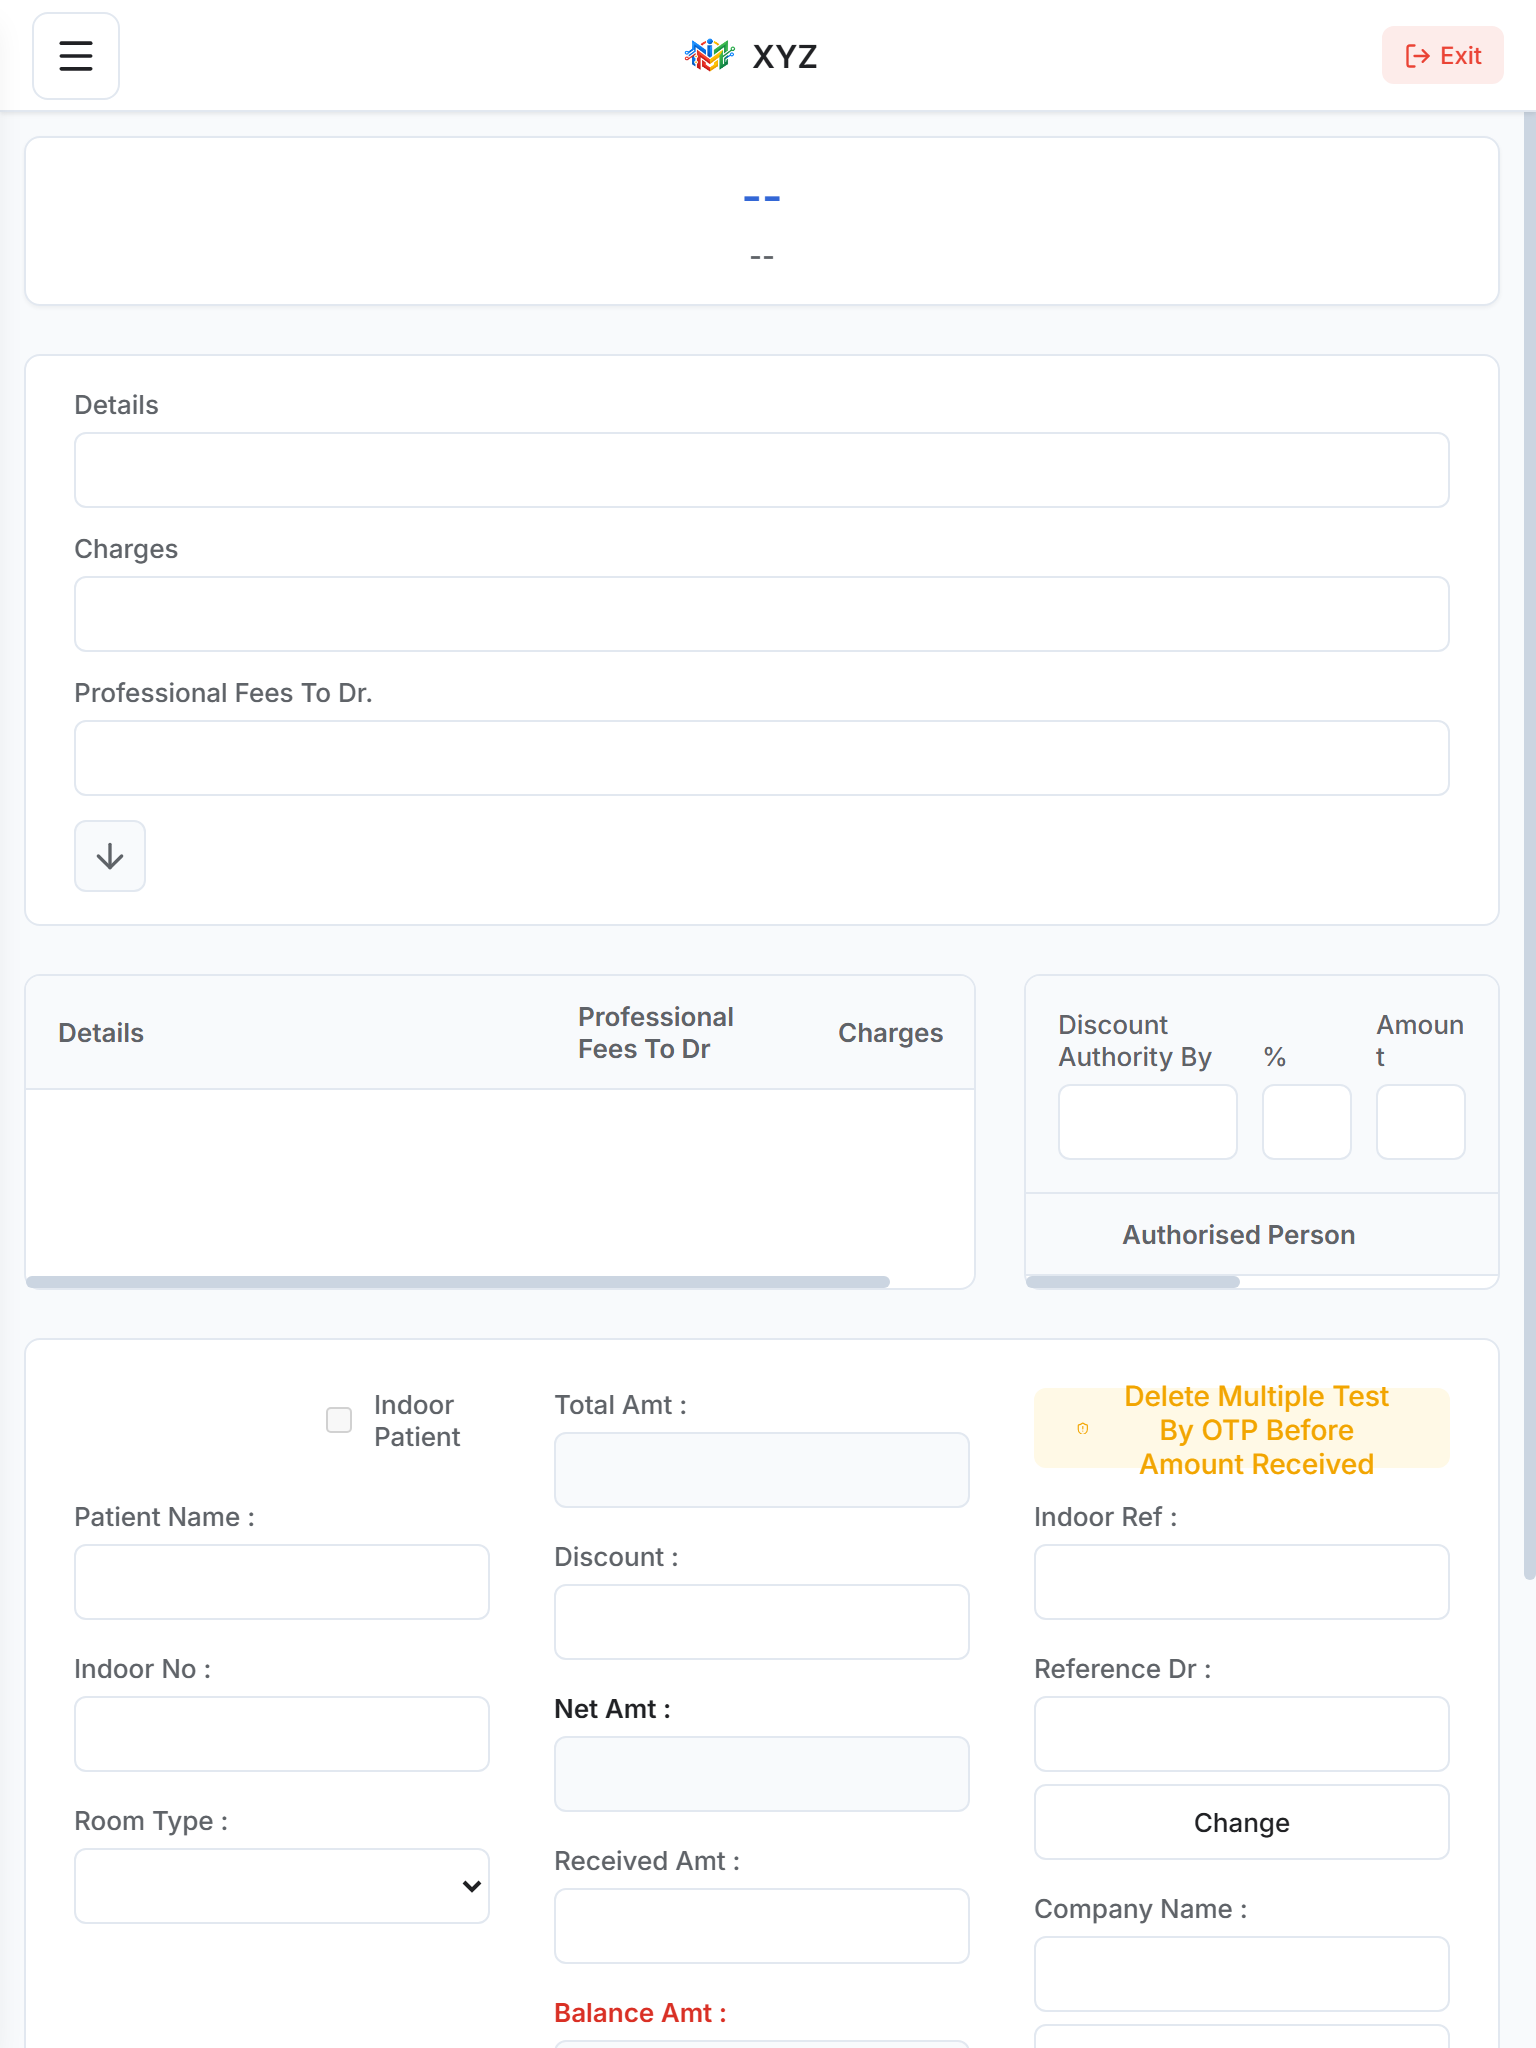 XYZ
Exit
--
--
Details
Charges
Professional Fees To Dr.
Details
Professional
Fees To Dr
Charges
Discount
Authority By
%
Amoun
t
Authorised Person
Indoor
Patient
Patient Name :
Indoor No :
Room Type :
Total Amt :
Discount :
Net Amt :
Received Amt :
Balance Amt :
Delete Multiple Test
By OTP Before
Amount Received
Indoor Ref :
Reference Dr :
Change
Company Name :